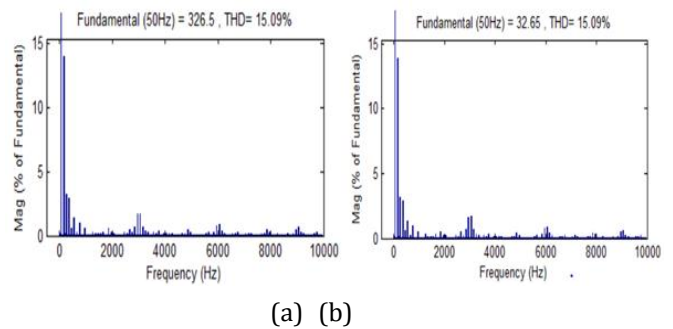 Fundamental (50Hz) = 326.5 , THD= 15.09%
Mag (% of Fundamental)
15
10
5
0
0 2000 4000 6000 8000 10000
Frequency (Hz)
Fundamental (50Hz) = 32.65 , THD= 15.09%
Mag (% of Fundamental)
15
10
5
0
0 2000 4000 6000 8000 10000
Frequency (Hz)
(a) (b)